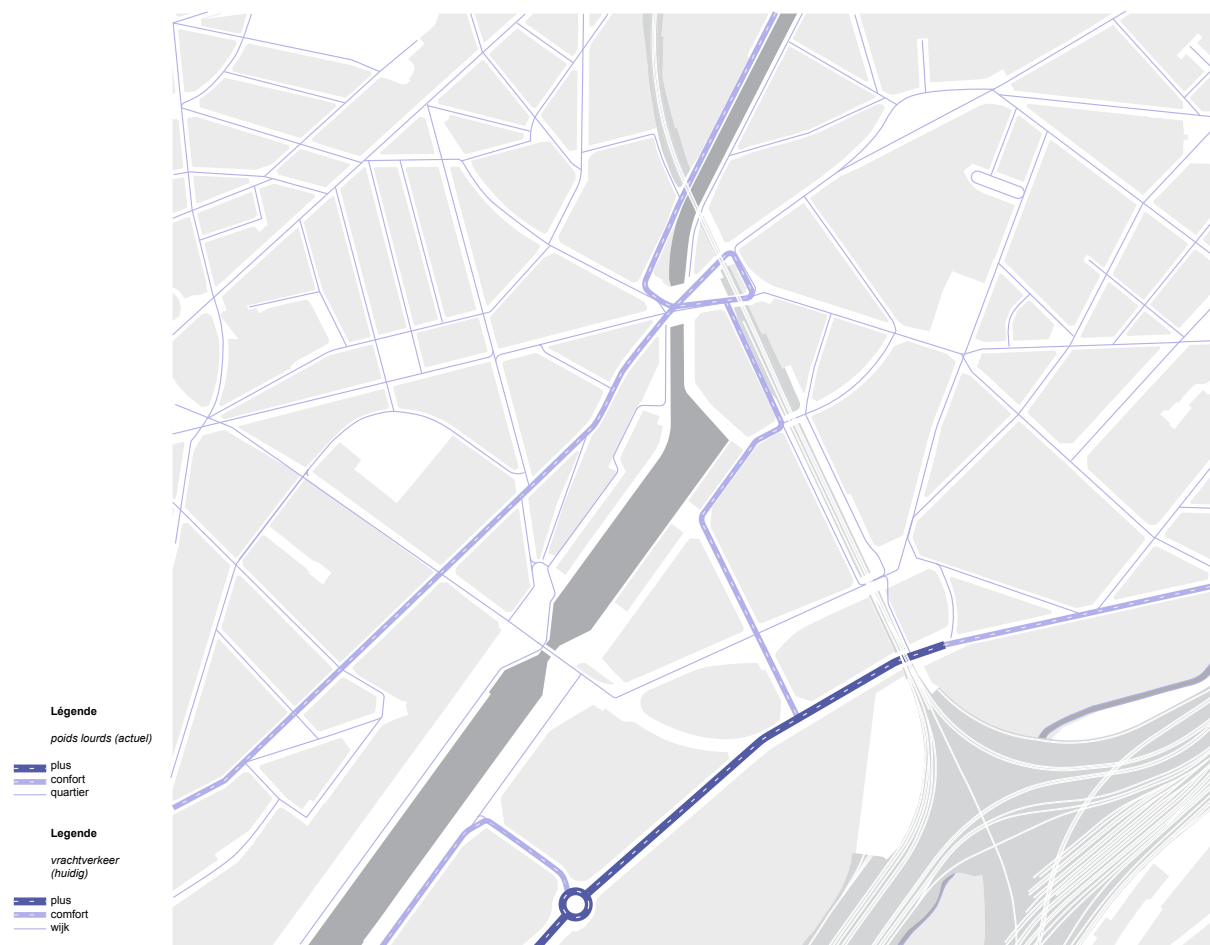 Légende
poids lourds (actuel)
plus
confort
quartier
Legende
vrachtverkeer
(huidig)
plus
comfort
wijk